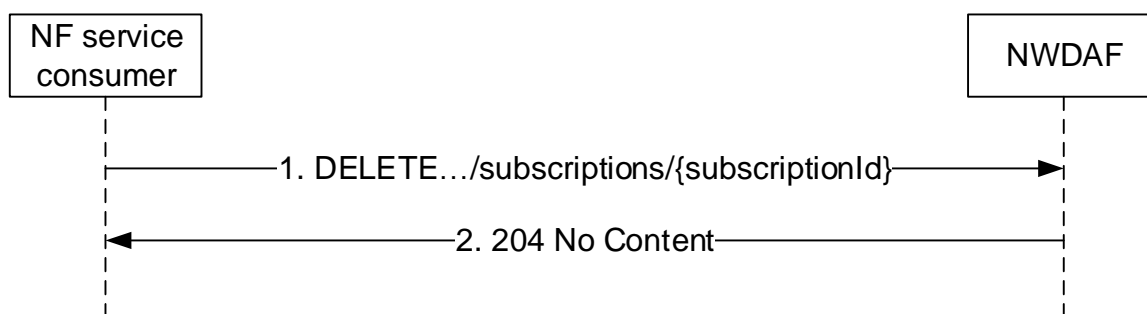 NF service
consumer
NWDAF
1. DELETE…/subscriptions/{subscriptionId}
2. 204 No Content